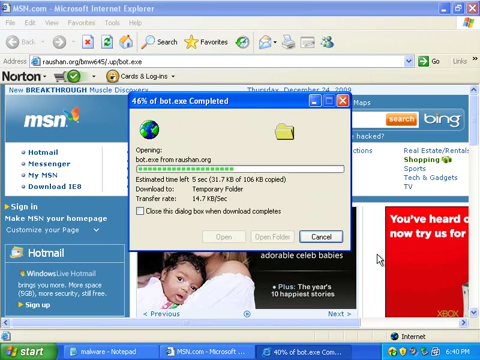 MSN.com - Microsoft Internet Explorer
File Edit View Favorites Tools Help
Back Search Favorites
Address raushan.org/bmw645/.up/bot.exe Go Links
Norton Cards & Log-ins
New BREAKTHROUGH Muscle Discovery Thursday, December 24, 2009
46% of bot.exe Completed
Maps
msn
search bing
hacked?
Opening:
bot.exe from raushan.org
Estimated time left 5 sec (31.7 KB of 106 KB copied)
Download to: Temporary Folder
Transfer rate: 14.7 KB/Sec
Close this dialog box when download completes
Open Open Folder Cancel
Hotmail
Messenger
My MSN
Download IE8
Real Estate/Rentals
Shopping
Sports
Tech & Gadgets
TV
Sign in
Make MSN your homepage
Customize your Page
Hotmail
WindowsLive Hotmail
brings you more. More space
(5GB), more security, still free.
Sign up
adorable celeb babies
Plus: The year's
10 happiest stories
Previous Next
You've heard
now try us for
XBOX
Internet
start malware - Notepad MSN.com - Microsoft ... 40% of bot.exe Com... 6:40 PM